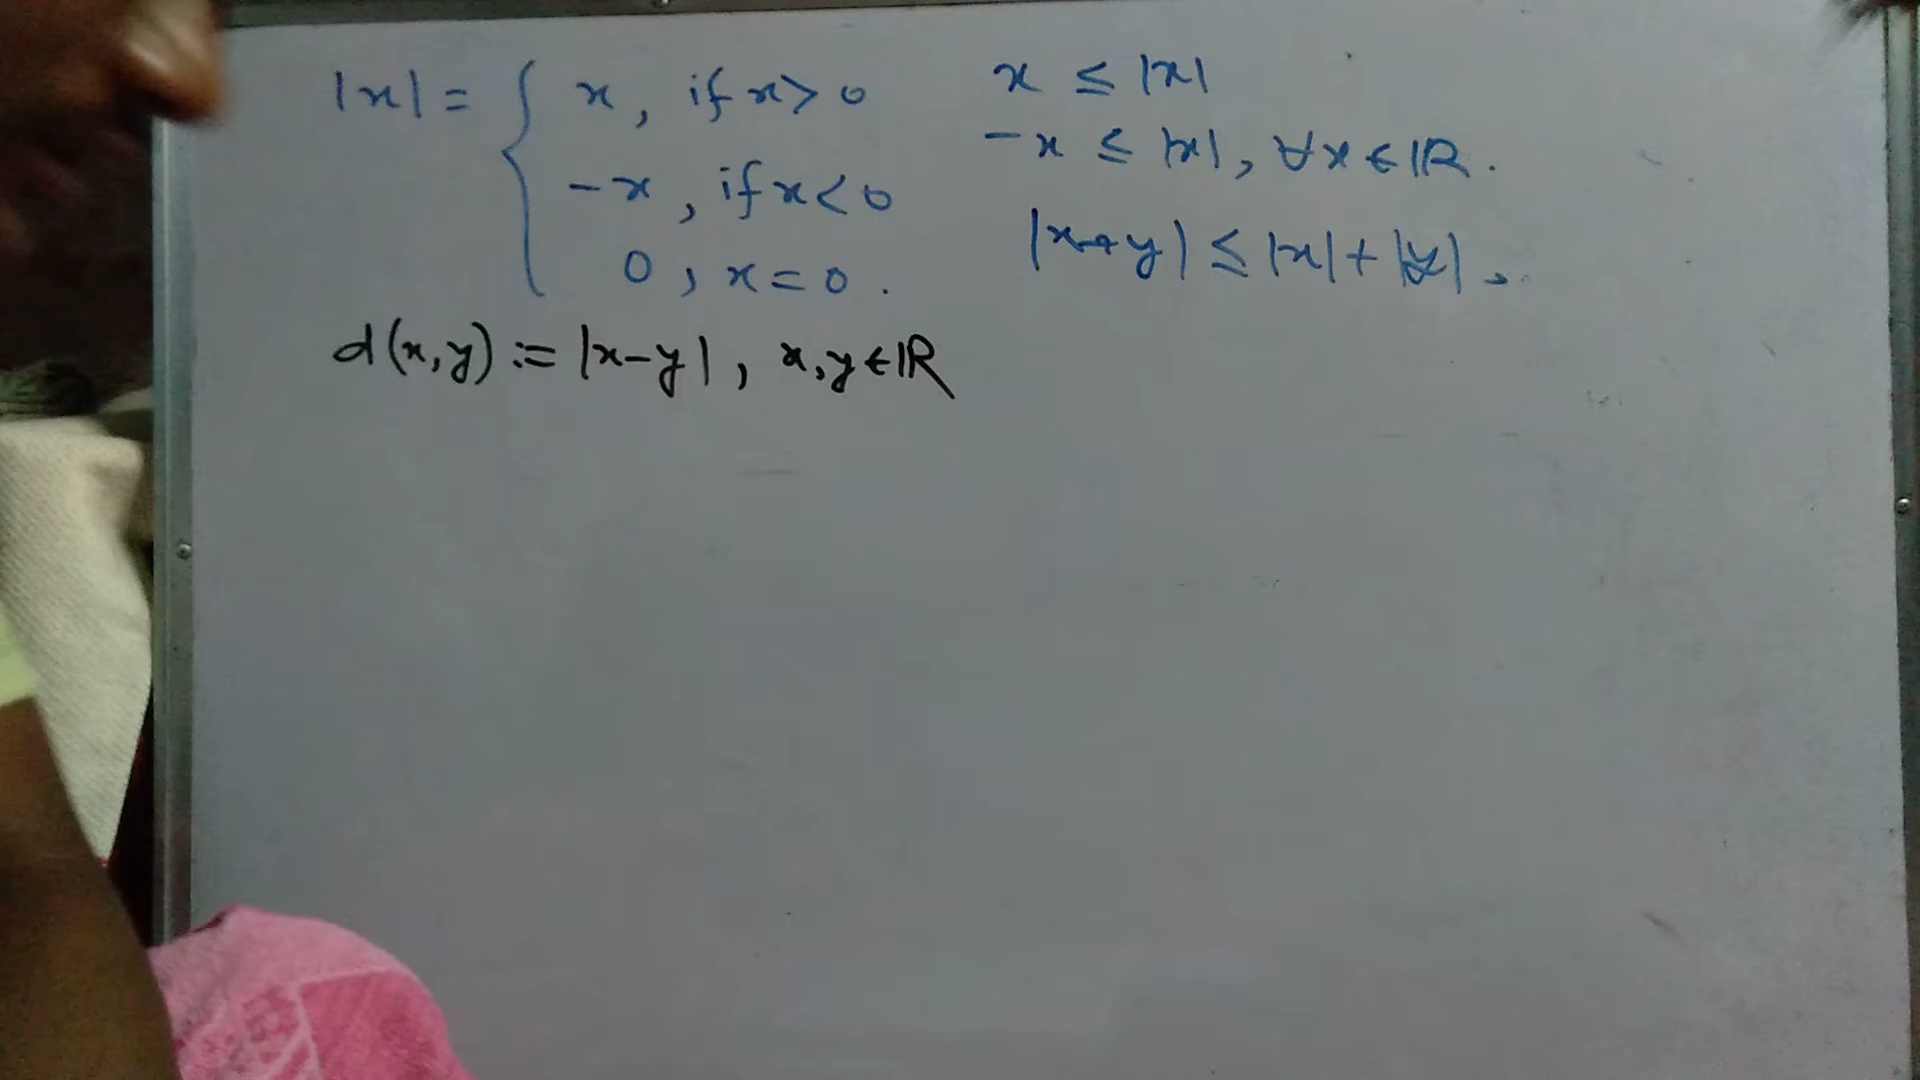 |x| = { x, if x > 0
-x, if x < 0
0, x = 0.
x ≤ |x|
-x ≤ |x|, ∀x∈ℝ.
|x+y| ≤ |x| + |y|,
d(x,y) := |x-y|, x,y∈ℝ